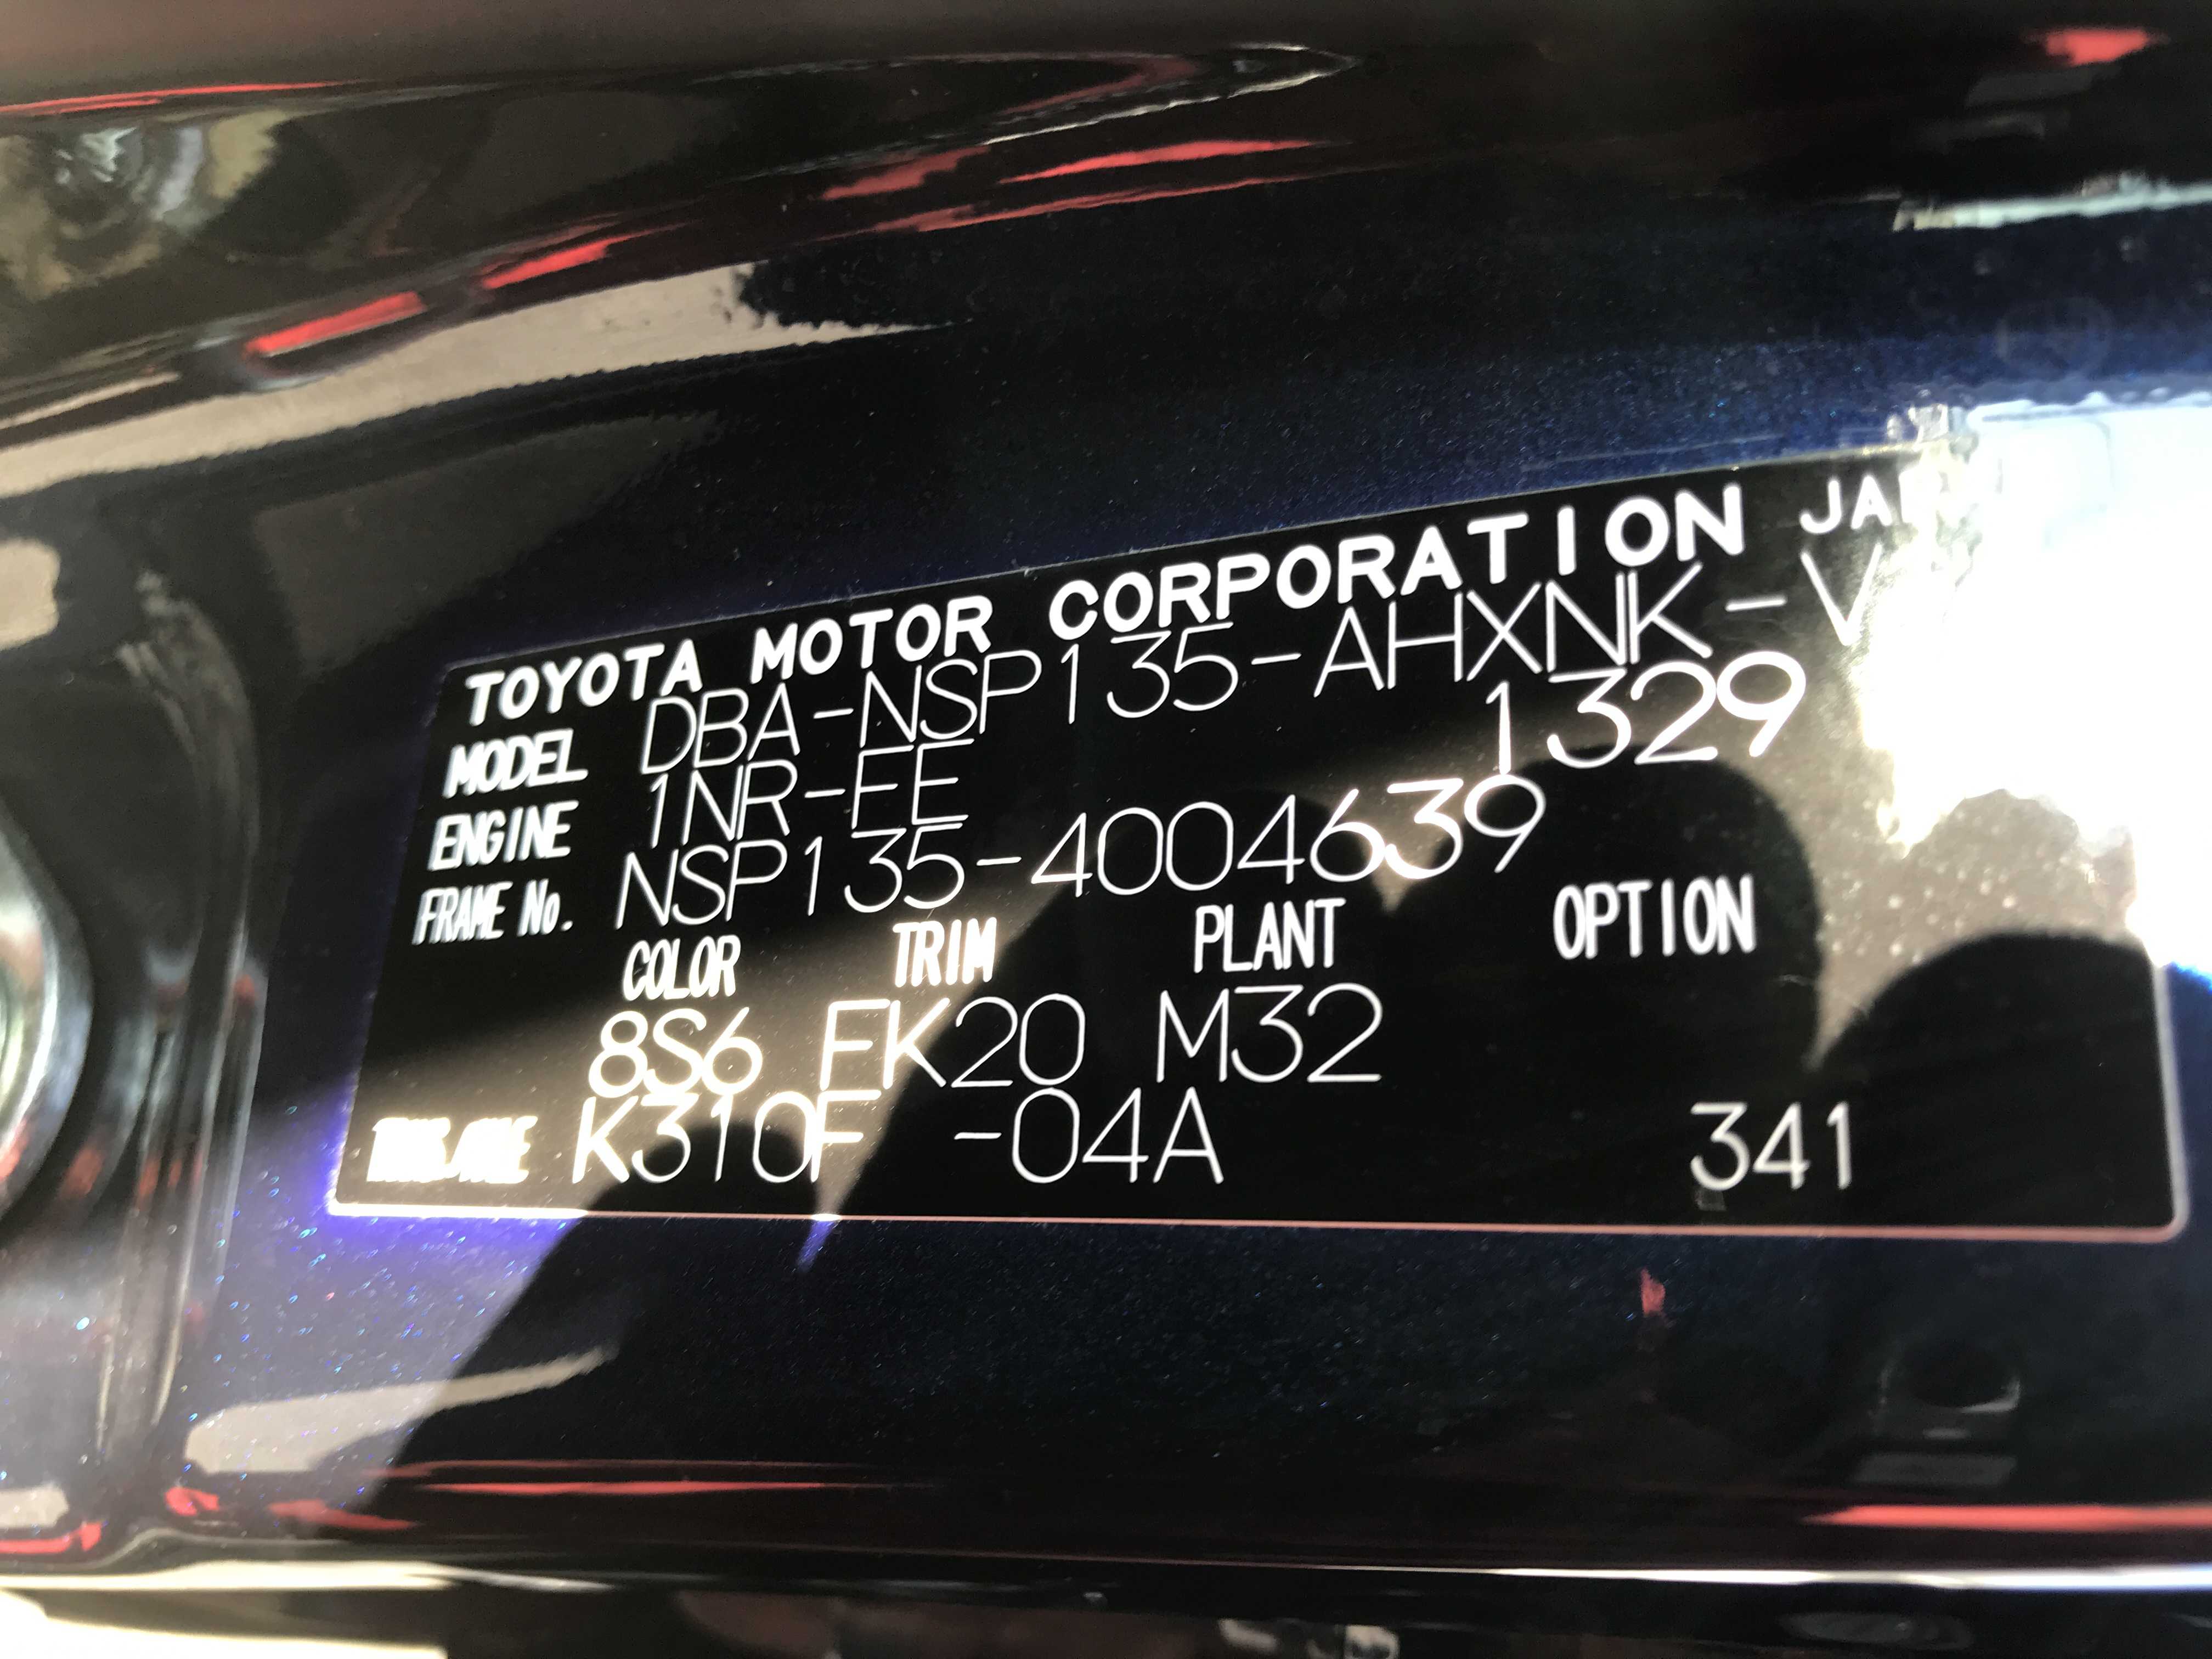 TOYOTA MOTOR CORPORATION
MODEL DBA-NSP135-AHXNK-V
ENGINE 1NR-FE 1329
FRAME No. NSP135-4004639
COLOR TRIM PLANT OPTION
8S6 FK20 M32
K310F -04A 341